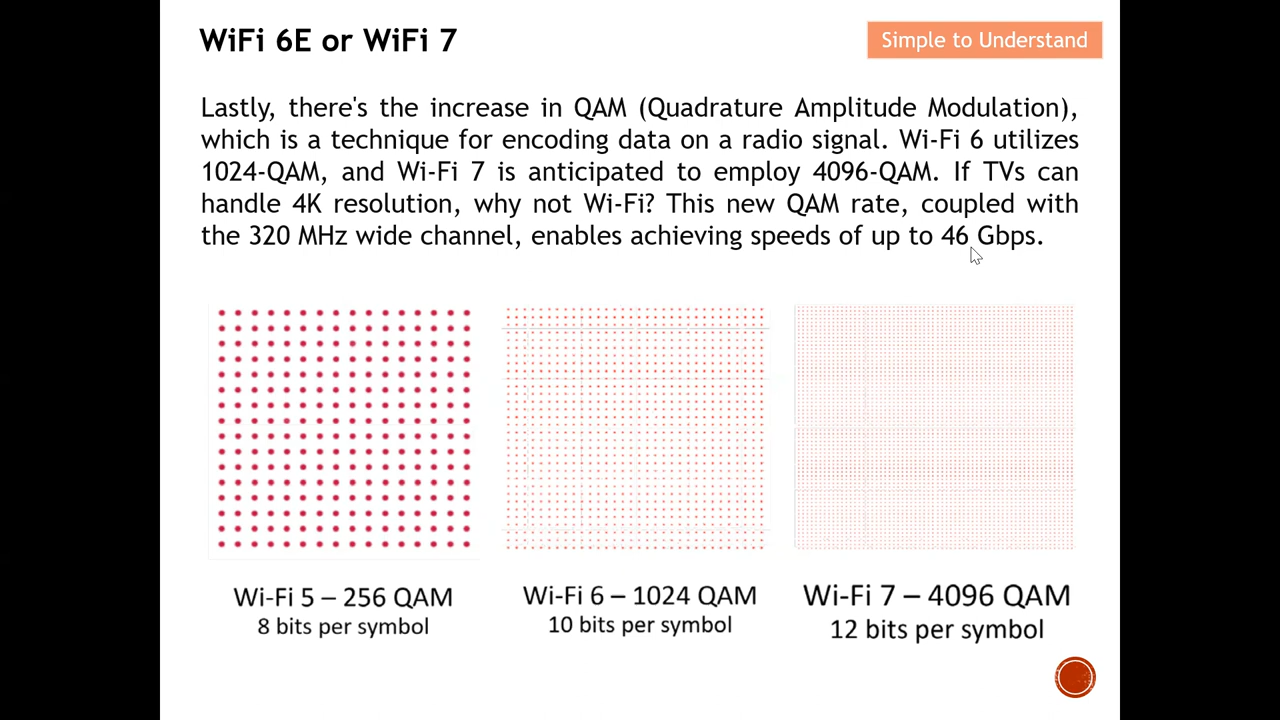 WiFi 6E or WiFi 7
Simple to Understand
Lastly, there's the increase in QAM (Quadrature Amplitude Modulation),
which is a technique for encoding data on a radio signal. Wi-Fi 6 utilizes
1024-QAM, and Wi-Fi 7 is anticipated to employ 4096-QAM. If TVs can
handle 4K resolution, why not Wi-Fi? This new QAM rate, coupled with
the 320 MHz wide channel, enables achieving speeds of up to 46 Gbps.
Wi-Fi 5 – 256 QAM
8 bits per symbol
Wi-Fi 6 – 1024 QAM
10 bits per symbol
Wi-Fi 7 – 4096 QAM
12 bits per symbol